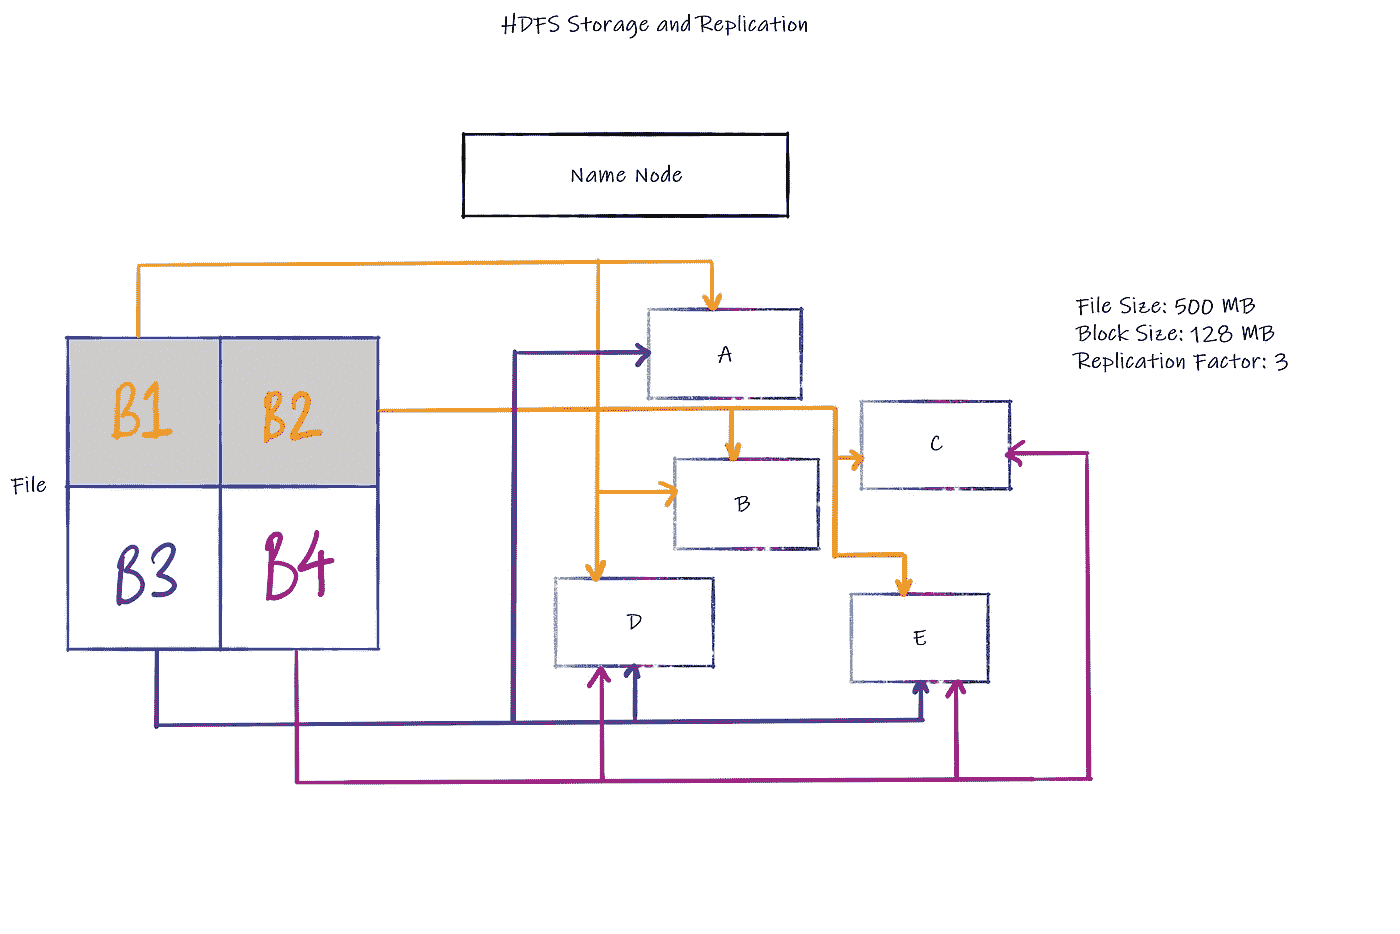 HDFS Storage and Replication
Name Node
File Size: 500 MB
Block Size: 128 MB
Replication Factor: 3
A
B1
B2
C
File
B
B3
B4
D
E